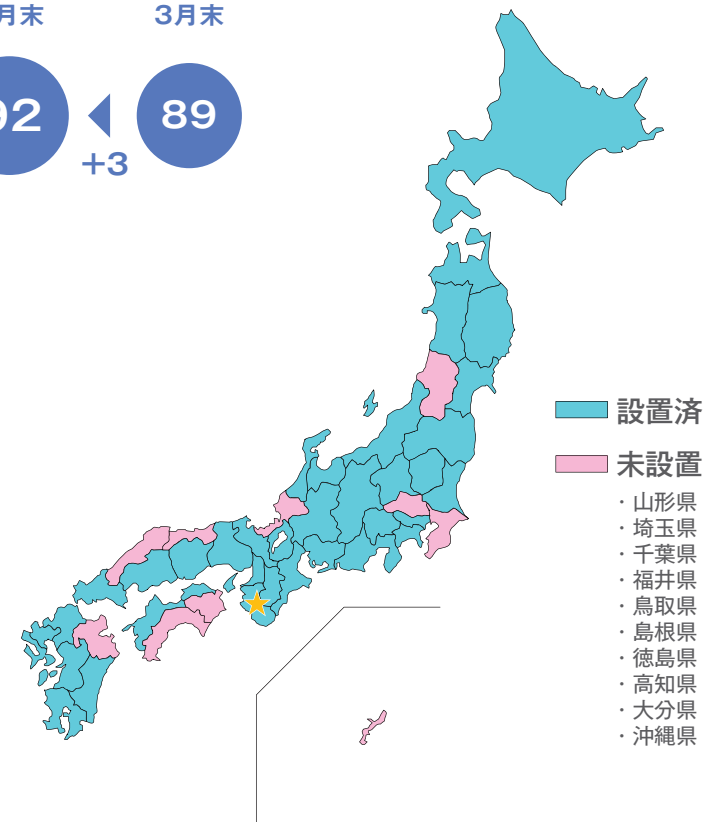 月末
3月末
92
89
+3
設置済
未設置
・山形県
・埼玉県
・千葉県
・福井県
・鳥取県
・島根県
・徳島県
・高知県
・大分県
・沖縄県